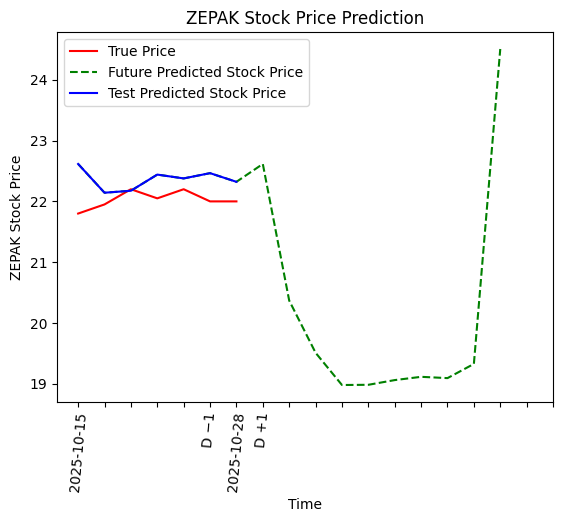 ZEPAK Stock Price Prediction
True Price
Future Predicted Stock Price
Test Predicted Stock Price
ZEPAK Stock Price
24
23
22
21
20
19
2025-10-15
D −1
2025-10-28
D +1
Time